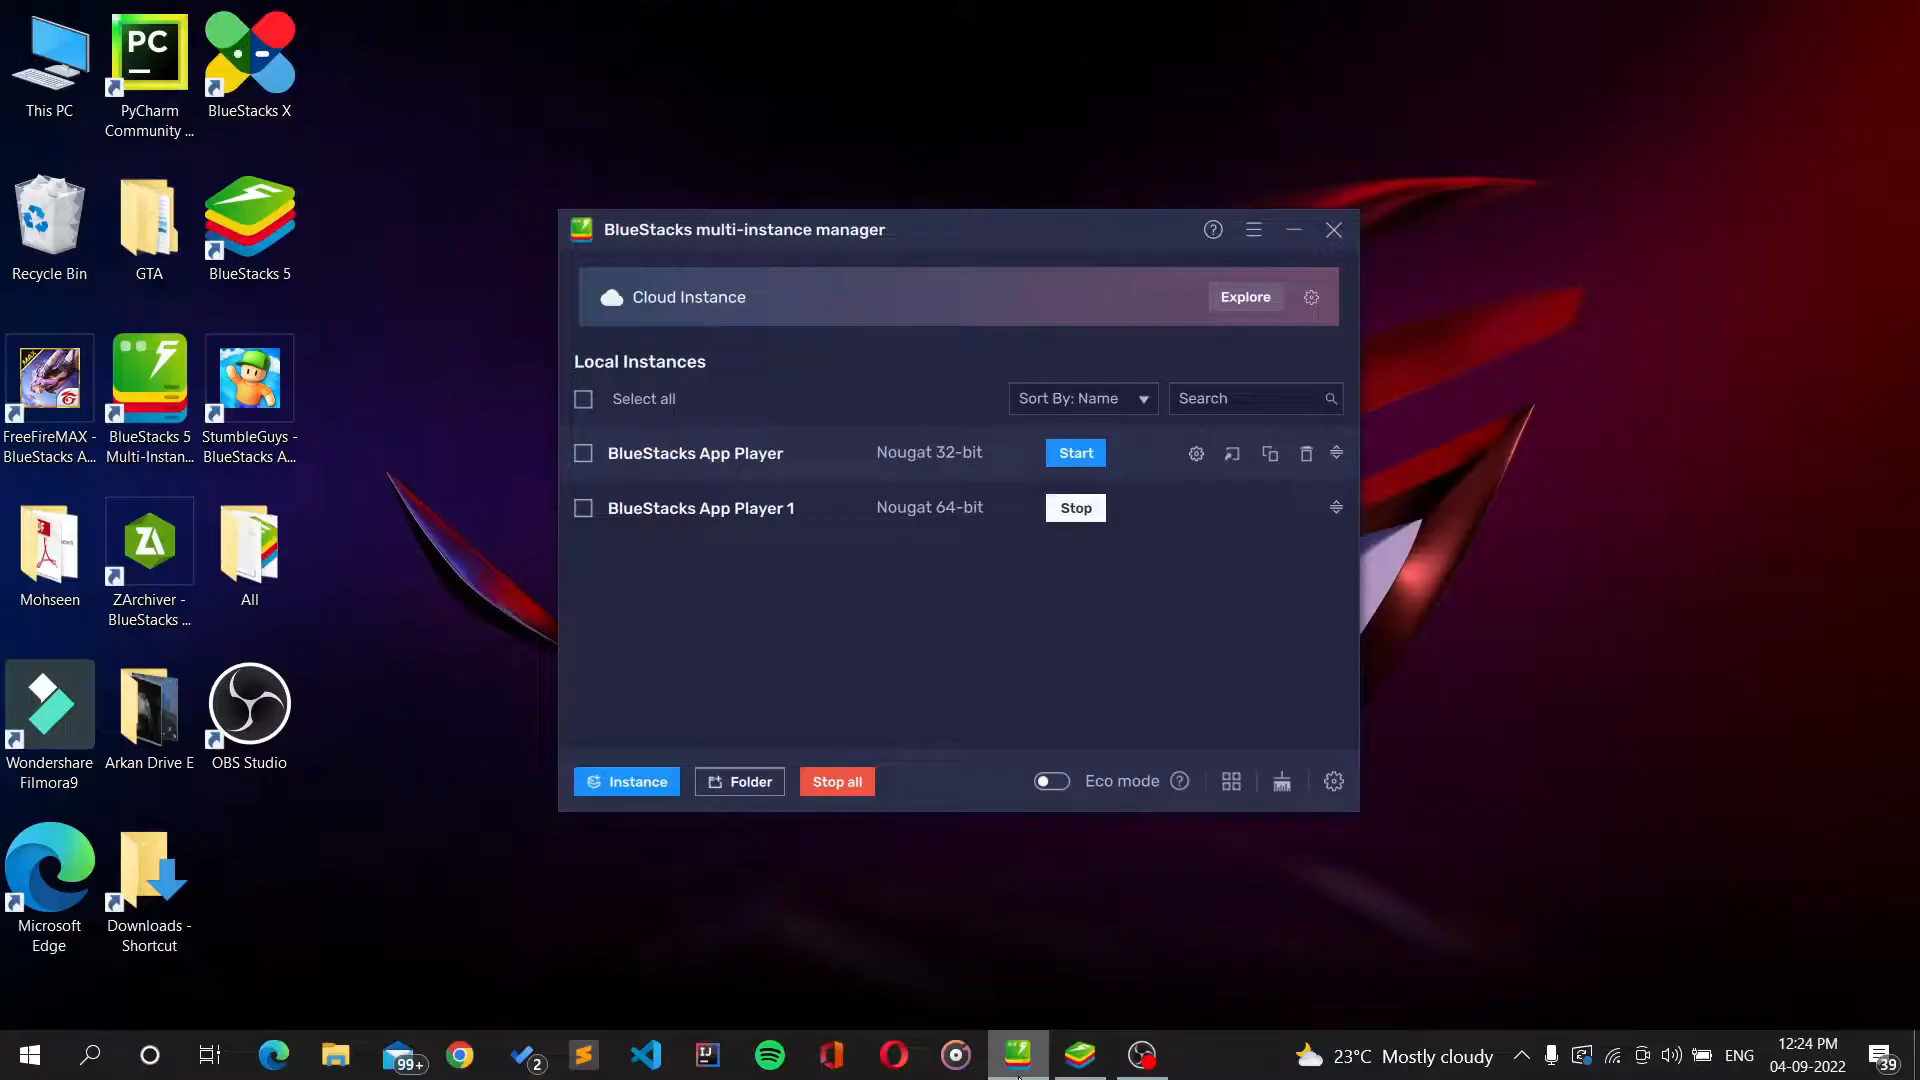 This PC
PC
PyCharm
Community ...
BlueStacks X
Recycle Bin
GTA
BlueStacks 5
MAX
FreeFireMAX -
BlueStacks A...
BlueStacks 5
Multi-Instan...
StumbleGuys -
BlueStacks A...
Mohseen
ZA
ZArchiver -
BlueStacks ...
All
Wondershare
Filmora9
Arkan Drive E
OBS Studio
Microsoft
Edge
Downloads -
Shortcut
BlueStacks multi-instance manager
Cloud Instance
Explore
Local Instances
Select all
Sort By: Name
Search
BlueStacks App Player
Nougat 32-bit
Start
BlueStacks App Player 1
Nougat 64-bit
Stop
Instance
Folder
Stop all
Eco mode
99+
2
IJ
23°C Mostly cloudy
ENG
12:24 PM
04-09-2022
39